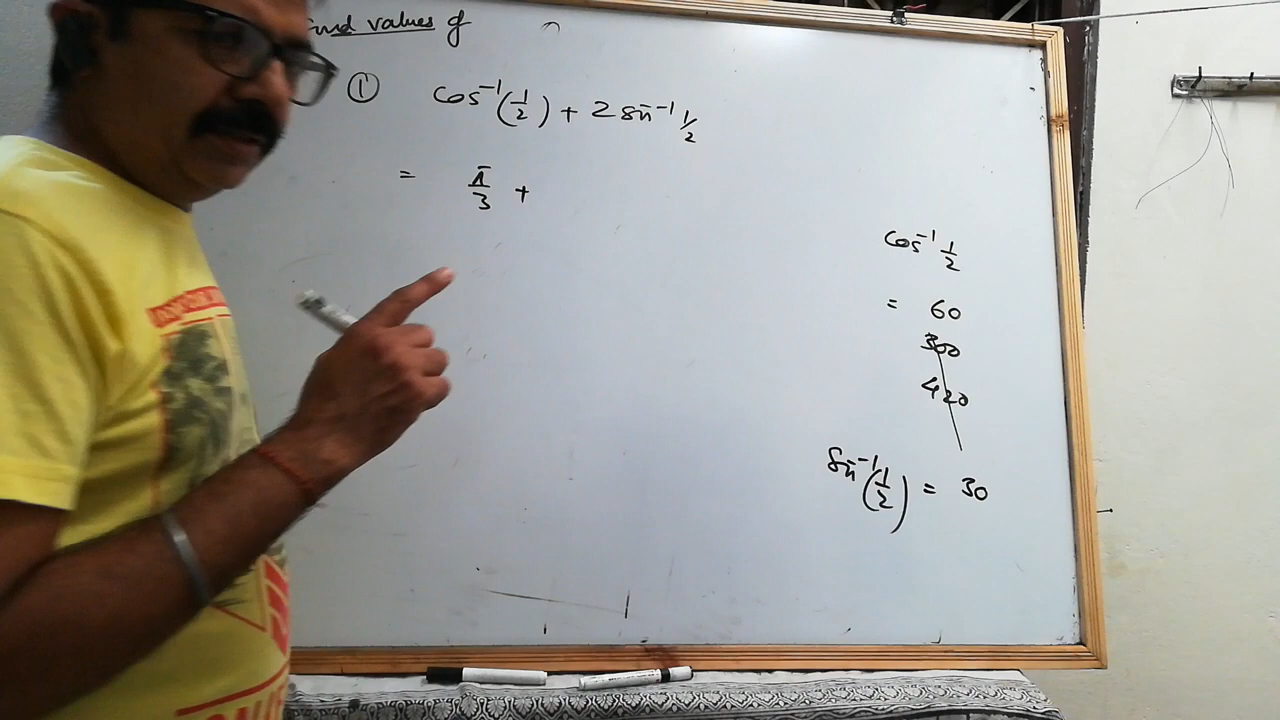 Find values of
① cos⁻¹(1/2) + 2 sin⁻¹ 1/2
= π/3 +
cos⁻¹ 1/2
= 60
300
420
sin⁻¹(1/2) = 30